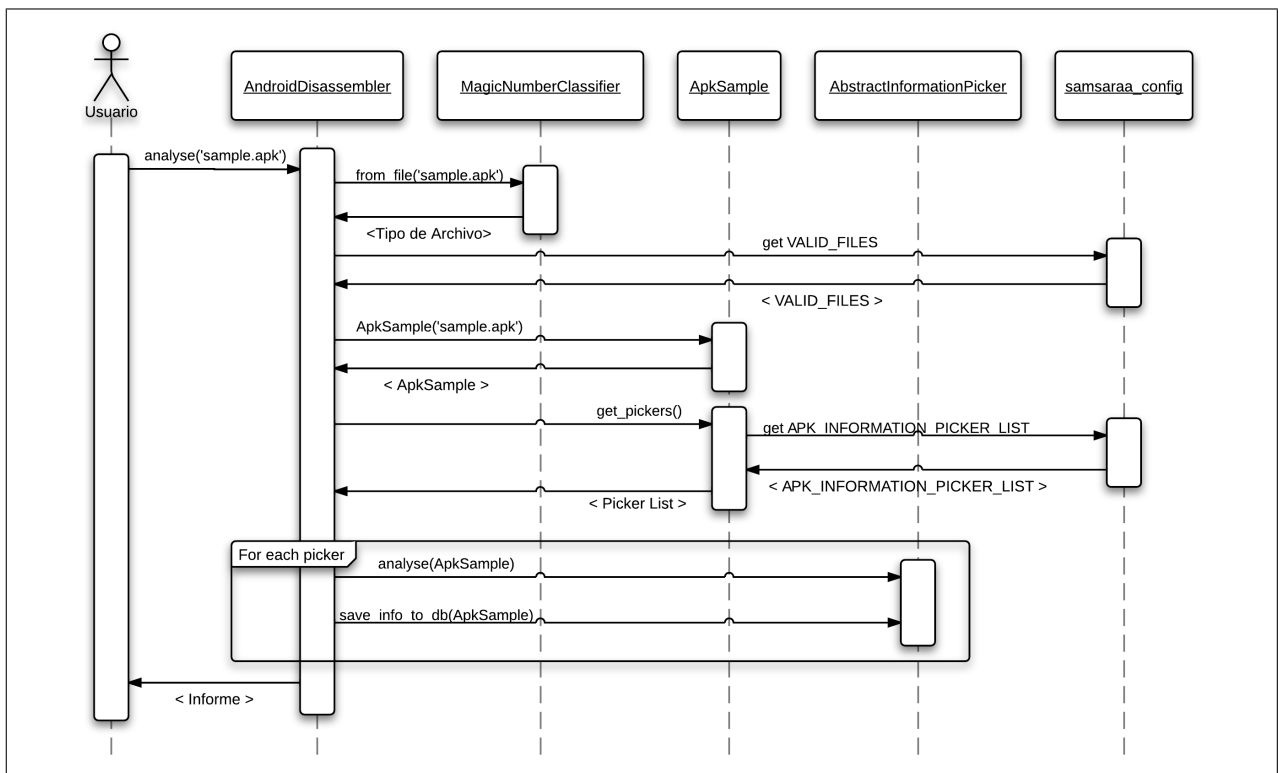 Usuario
AndroidDisassembler
MagicNumberClassifier
ApkSample
AbstractInformationPicker
samsaraa_config
analyse('sample.apk')
from_file('sample.apk')
<Tipo de Archivo>
get VALID_FILES
< VALID_FILES >
ApkSample('sample.apk')
< ApkSample >
get_pickers()
get APK_INFORMATION_PICKER_LIST
< APK_INFORMATION_PICKER_LIST >
< Picker List >
For each picker
analyse(ApkSample)
save_info_to_db(ApkSample)
< Informe >